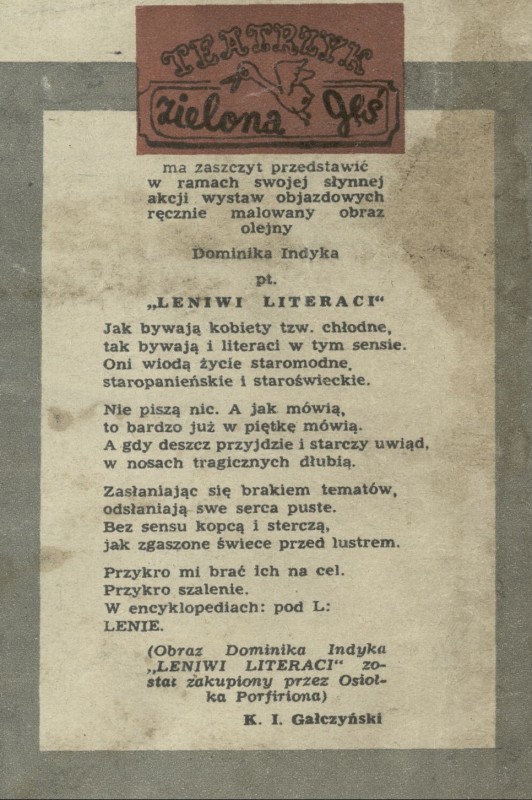 TEATRZYK
zielona gęś
ma zaszczyt przedstawić
w ramach swojej słynnej
akcji wystaw objazdowych
ręcznie malowany obraz
olejny
Dominika Indyka
pt.
„LENIWI LITERACI“
Jak bywają kobiety tzw. chłodne,
tak bywają i literaci w tym sensie.
Oni wiodą życie staromodne,
staropanieńskie i staroświeckie.
Nie piszą nic. A jak mówią,
to bardzo już w piętkę mówią.
A gdy deszcz przyjdzie i starczy uwiąd,
w nosach tragicznych dłubią.
Zasłaniając się brakiem tematów,
odsłaniają swe serca puste.
Bez sensu kopcą i sterczą,
jak zgaszone świece przed lustrem.
Przykro mi brać ich na cel.
Przykro szalenie.
W encyklopediach: pod L:
LENIE.
(Obraz Dominika Indyka
„LENIWI LITERACI“ zo-
stał zakupiony przez Osioł-
ka Porfiriona)
K. I. Gałczyński